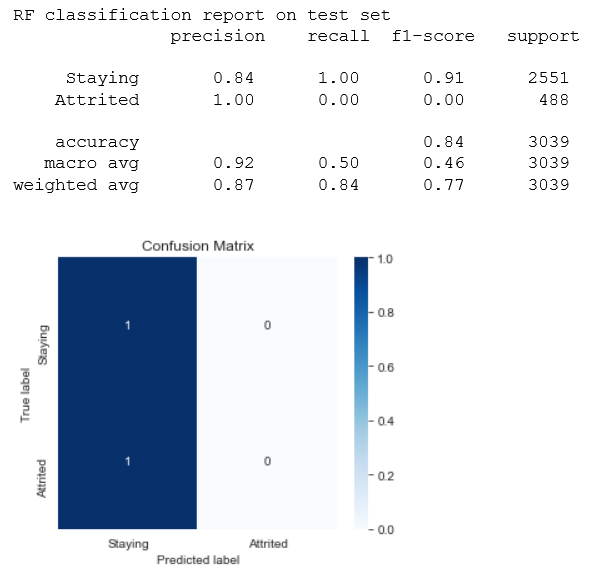 RF classification report on test set
precision recall f1-score support
Staying 0.84 1.00 0.91 2551
Attrited 1.00 0.00 0.00 488
accuracy 0.84 3039
macro avg 0.92 0.50 0.46 3039
weighted avg 0.87 0.84 0.77 3039
Confusion Matrix
1.0
0.8
0.6
0.4
0.2
0.0
True label
Staying
1 0
Attrited
1 0
Staying Attrited
Predicted label